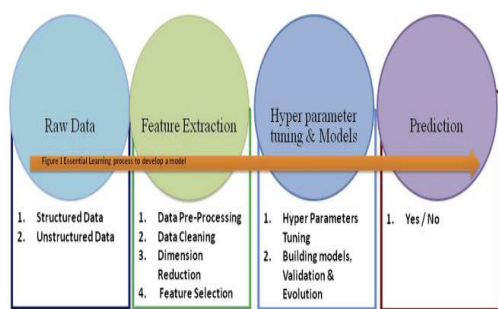 Raw Data
Feature Extraction
Hyper parameter
tuning & Models
Prediction
Figure 1 Essential Learning process to develop a model
1. Structured Data
2. Unstructured Data
1. Data Pre-Processing
2. Data Cleaning
3. Dimension
Reduction
4. Feature Selection
1. Hyper Parameters
Tuning
2. Building models,
Validation &
Evolution
1. Yes / No